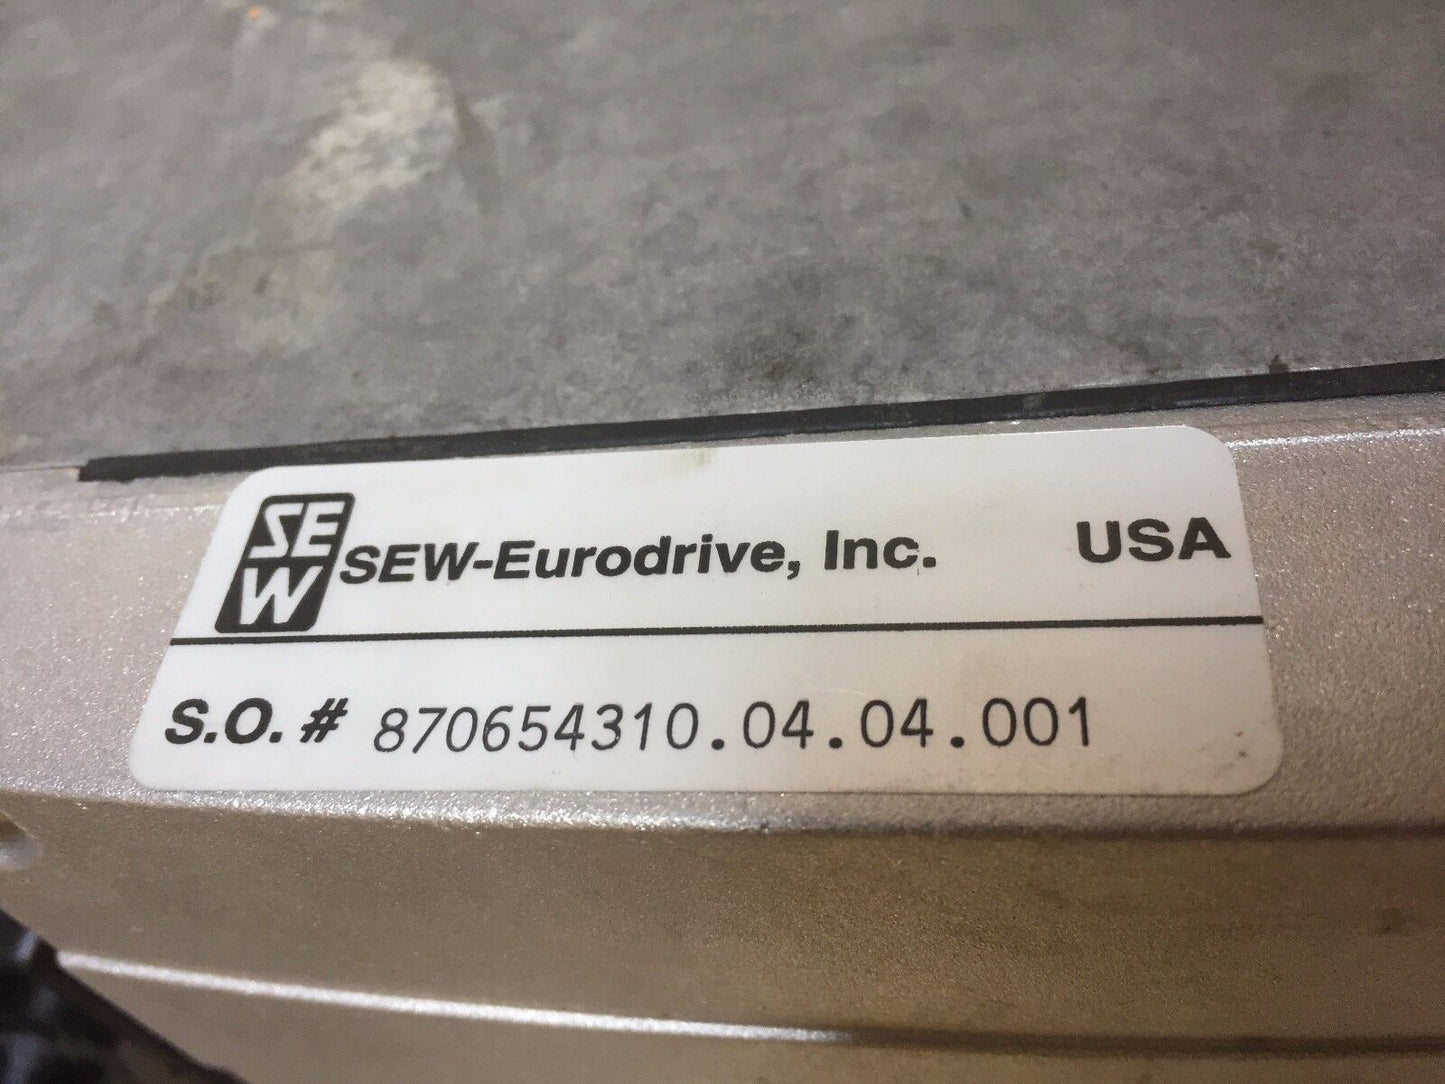 SEW SEW-Eurodrive, Inc. USA
S.O. # 870654310.04.04.001